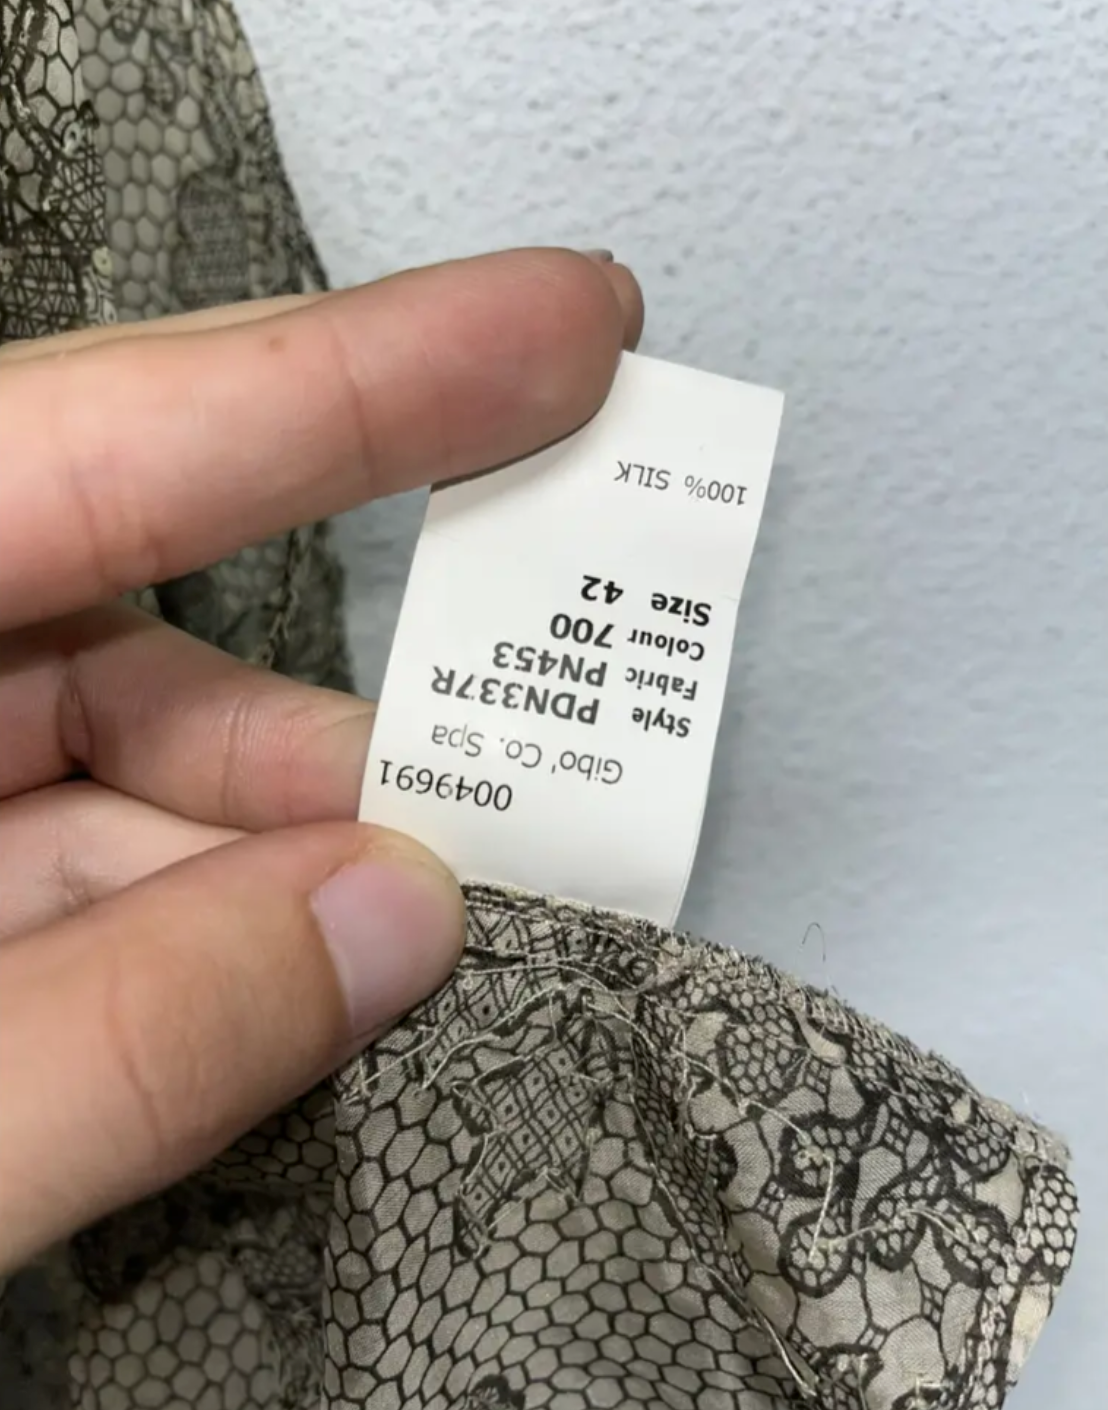 0049691
Gibo' Co. Spa
Style PDN337R
Fabric PN453
Colour 700
Size 42
100% SILK